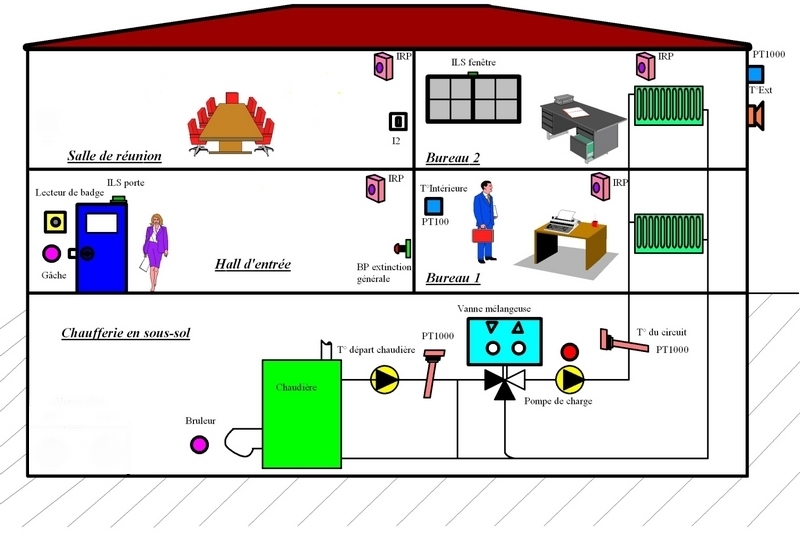 IRP
ILS fenêtre
IRP
PT1000
T°Ext
I2
Salle de réunion
Bureau 2
ILS porte
Lecteur de badge
IRP
T°Intérieure
IRP
PT100
Gâche
Hall d'entrée
BP extinction
générale
Bureau 1
Chaufferie en sous-sol
Vanne mélangeuse
T° départ chaudière
PT1000
T° du circuit
PT1000
Chaudière
Pompe de charge
Bruleur